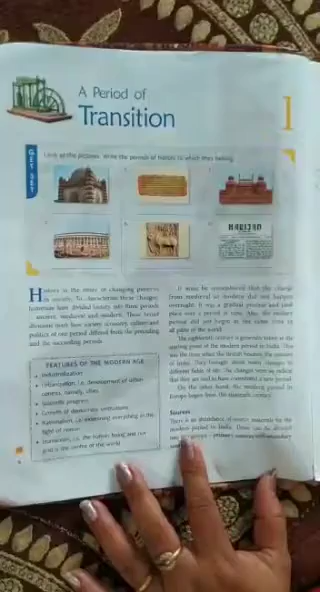 A Period of
Transition
1
GET SET
Look at the pictures. Write the periods of history to which they belong.
HARIJAN
History is the study of changing patterns
in society. To characterise these changes,
historians have divided history into three periods
ancient, medieval and modern. These broad
divisions show how society, economy, culture and
politics of one period differed from the preceding
and the succeeding periods.
FEATURES OF THE MODERN AGE
• Industrialisation
• Urbanisation, i.e. development of urban
centres, namely, cities
• Scientific progress
• Growth of democratic institutions
• Rationalism, i.e. examining everything in the
light of reason
• Humanism, i.e. the human being and not
god is the centre of the world
It must be remembered that the change
from medieval to modern did not happen
overnight. It was a gradual process and took
place over a period of time. Also, the modern
period did not begin at the same time in
all parts of the world.
The eighteenth century is generally taken as the
starting point of the modern period in India. This
was the time when the British became the masters
of India. They brought about many changes in
different fields of life. The changes were so radical
that they are said to have constituted a new period.
On the other hand, the modern period in
Europe began from the sixteenth century.
Sources
There is an abundance of source materials for the
modern period in India. These can be divided
into groups – primary sources secondary